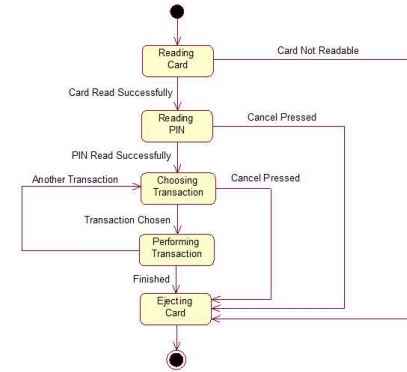 Reading
Card
Card Not Readable
Card Read Successfully
Reading
PIN
Cancel Pressed
PIN Read Successfully
Another Transaction
Choosing
Transaction
Cancel Pressed
Transaction Chosen
Performing
Transaction
Finished
Ejecting
Card